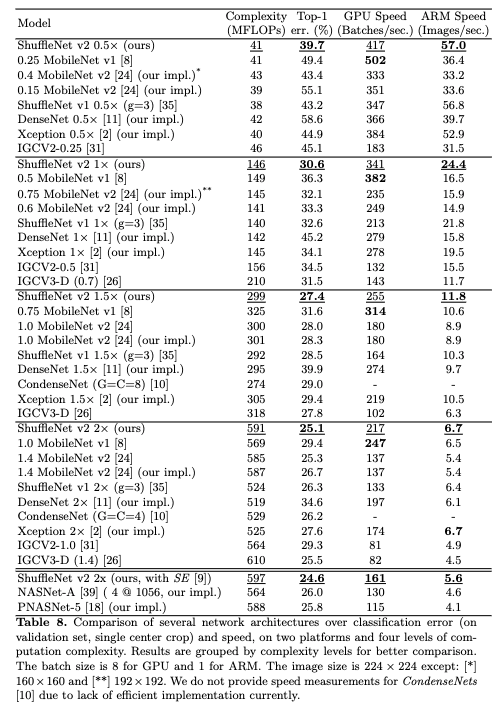 Model Complexity (MFLOPs) Top-1 err. (%) GPU Speed (Batches/sec.) ARM Speed (Images/sec.)
ShuffleNet v2 0.5× (ours) 41 39.7 417 57.0
0.25 MobileNet v1 [8] 41 49.4 502 36.4
0.4 MobileNet v2 [24] (our impl.)* 43 43.4 333 33.2
0.15 MobileNet v2 [24] (our impl.) 39 55.1 351 33.6
ShuffleNet v1 0.5× (g=3) [35] 38 43.2 347 56.8
DenseNet 0.5× [11] (our impl.) 42 58.6 366 39.7
Xception 0.5× [2] (our impl.) 40 44.9 384 52.9
IGCV2-0.25 [31] 46 45.1 183 31.5
ShuffleNet v2 1× (ours) 146 30.6 341 24.4
0.5 MobileNet v1 [8] 149 36.3 382 16.5
0.75 MobileNet v2 [24] (our impl.)** 145 32.1 235 15.9
0.6 MobileNet v2 [24] (our impl.) 141 33.3 249 14.9
ShuffleNet v1 1× (g=3) [35] 140 32.6 213 21.8
DenseNet 1× [11] (our impl.) 142 45.2 279 15.8
Xception 1× [2] (our impl.) 145 34.1 278 19.5
IGCV2-0.5 [31] 156 34.5 132 15.5
IGCV3-D (0.7) [26] 210 31.5 143 11.7
ShuffleNet v2 1.5× (ours) 299 27.4 255 11.8
0.75 MobileNet v1 [8] 325 31.6 314 10.6
1.0 MobileNet v2 [24] 300 28.0 180 8.9
1.0 MobileNet v2 [24] (our impl.) 301 28.3 180 8.9
ShuffleNet v1 1.5× (g=3) [35] 292 28.5 164 10.3
DenseNet 1.5× [11] (our impl.) 295 39.9 274 9.7
CondenseNet (G=C=8) [10] 274 29.0 - -
Xception 1.5× [2] (our impl.) 305 29.4 219 10.5
IGCV3-D [26] 318 27.8 102 6.3
ShuffleNet v2 2× (ours) 591 25.1 217 6.7
1.0 MobileNet v1 [8] 569 29.4 247 6.5
1.4 MobileNet v2 [24] 585 25.3 137 5.4
1.4 MobileNet v2 [24] (our impl.) 587 26.7 137 5.4
ShuffleNet v1 2× (g=3) [35] 524 26.3 133 6.4
DenseNet 2× [11] (our impl.) 519 34.6 197 6.1
CondenseNet (G=C=4) [10] 529 26.2 - -
Xception 2× [2] (our impl.) 525 27.6 174 6.7
IGCV2-1.0 [31] 564 29.3 81 4.9
IGCV3-D (1.4) [26] 610 25.5 82 4.5
ShuffleNet v2 2x (ours, with SE [9]) 597 24.6 161 5.6
NASNet-A [39] ( 4 @ 1056, our impl.) 564 26.0 130 4.6
PNASNet-5 [18] (our impl.) 588 25.8 115 4.1
Table 8. Comparison of several network architectures over classification error (on
validation set, single center crop) and speed, on two platforms and four levels of com-
putation complexity. Results are grouped by complexity levels for better comparison.
The batch size is 8 for GPU and 1 for ARM. The image size is 224 × 224 except: [*]
160×160 and [**] 192×192. We do not provide speed measurements for CondenseNets
[10] due to lack of efficient implementation currently.